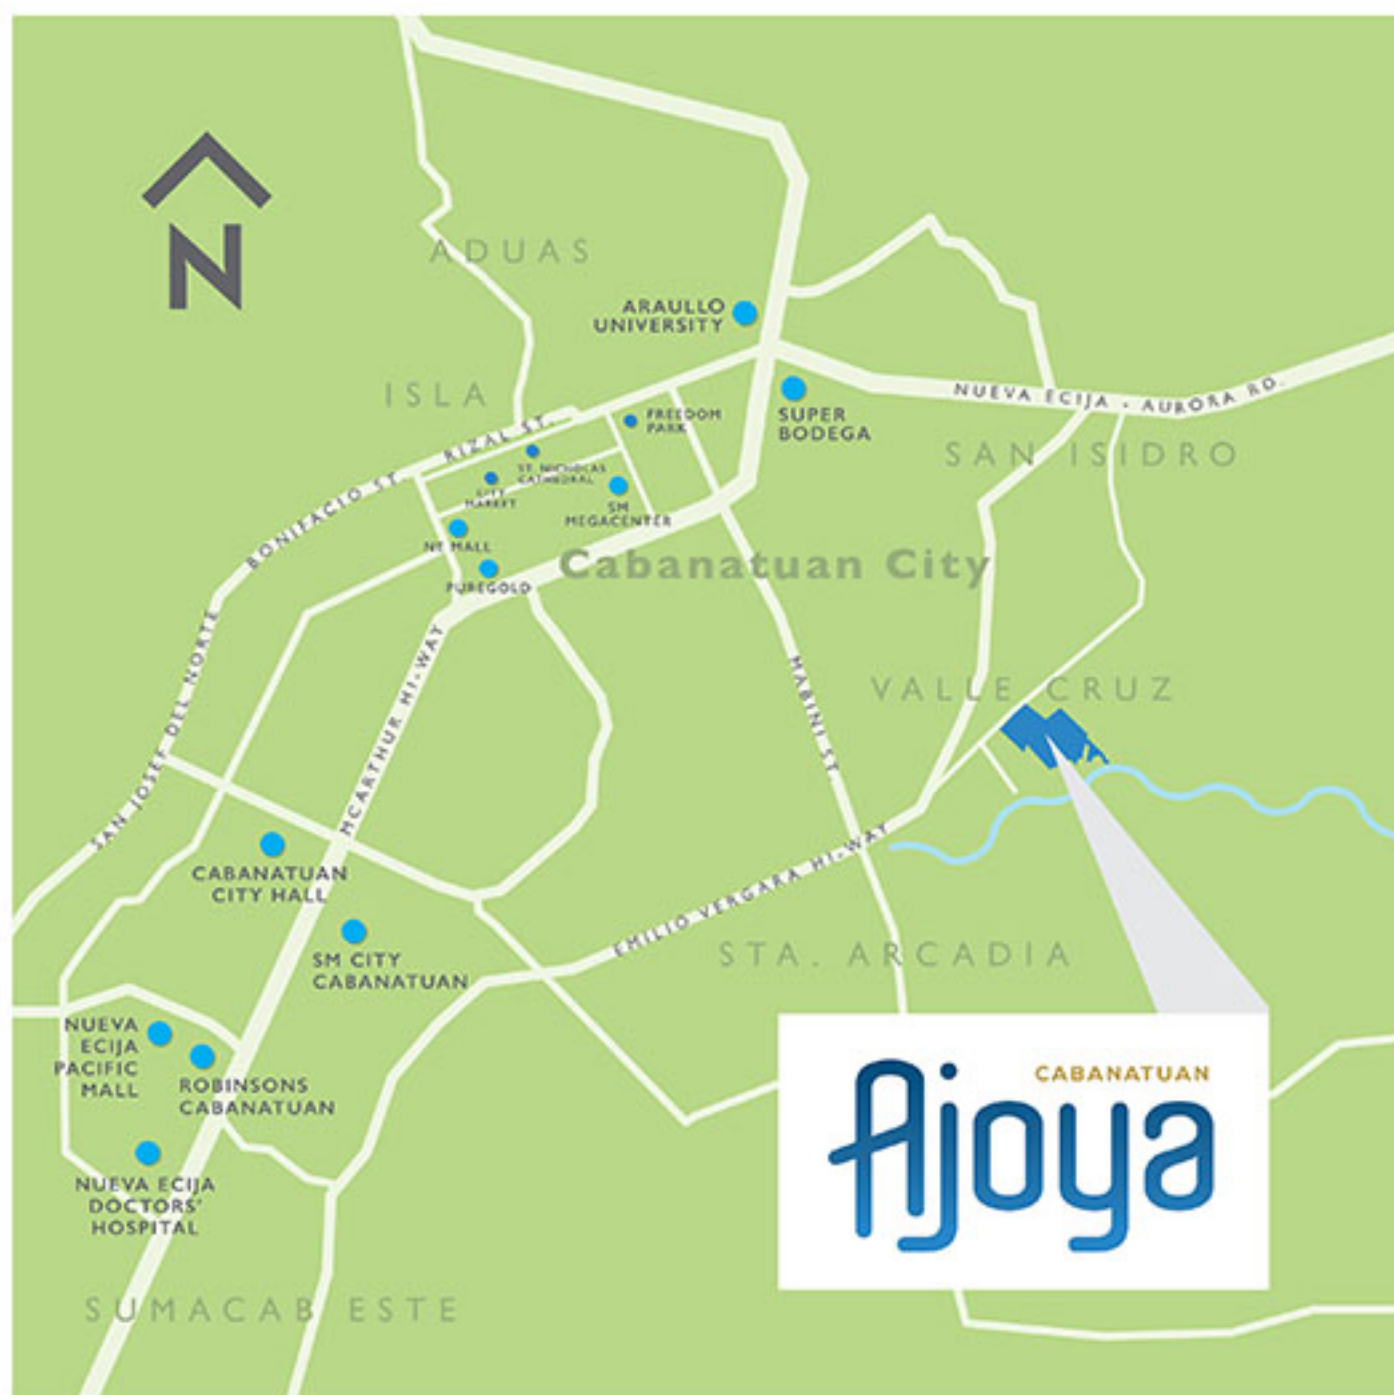 N
ADUAS
ARAULLO
UNIVERSITY
ISLA
NUEVA ECIJA - AURORA RD.
SUPER
BODEGA
FREEDOM
PARK
RIZAL ST.
SAN ISIDRO
ST. NICHOLAS
CATHEDRAL
CITY
MARKET
SM
MEGACENTER
BONIFACIO ST.
NE MALL
Cabanatuan City
PUREGOLD
SAN JOSEF DEL NORTE
MCARTHUR HI-WAY
MABINI ST.
VALLE CRUZ
CABANATUAN
CITY HALL
EMILIO VERGARA HI-WAY
SM CITY
CABANATUAN
STA. ARCADIA
NUEVA
ECIJA
PACIFIC
MALL
ROBINSONS
CABANATUAN
NUEVA ECIJA
DOCTORS'
HOSPITAL
CABANATUAN
Ajoya
SUMACAB ESTE